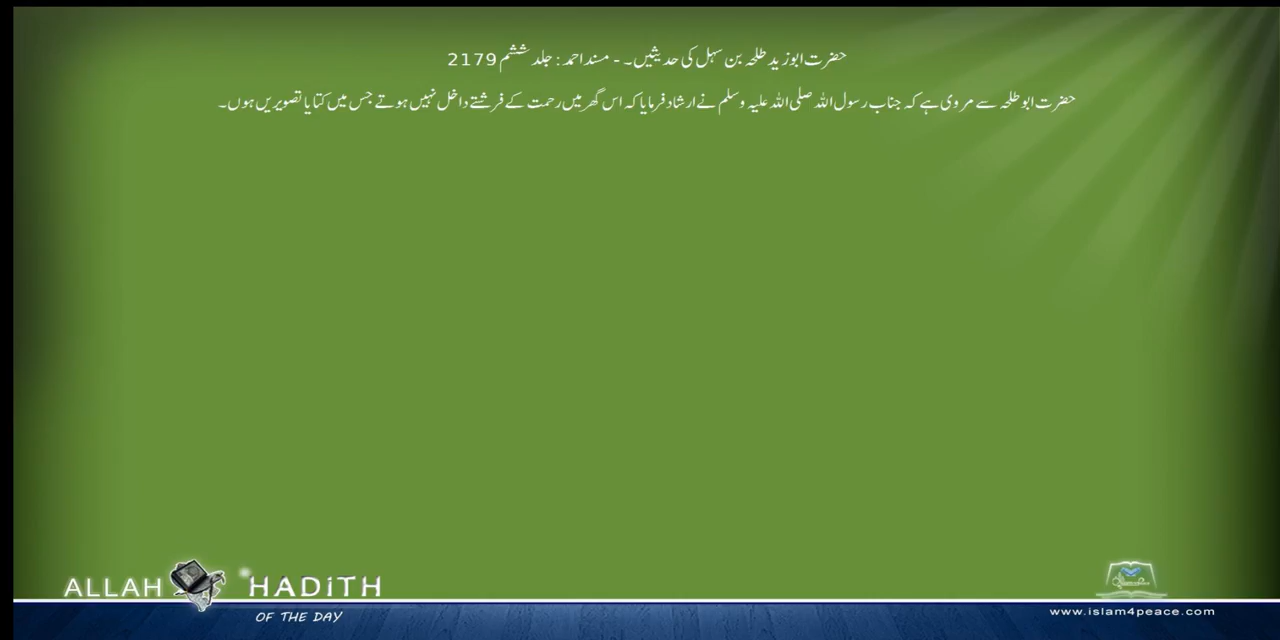 حضرت ابوزید طلحہ بن سہل کی حدیثیں۔ - مسند احمد : جلد ششم 2179
حضرت ابوطلحہ سے مروی ہے کہ جناب رسول اللہ صلی اللہ علیہ وسلم نے ارشاد فرمایا کہ اس گھر میں رحمت کے فرشتے داخل نہیں ہوتے جس میں کتا یا تصویریں ہوں۔
ALLAH HADITH
OF THE DAY
www.islam4peace.com